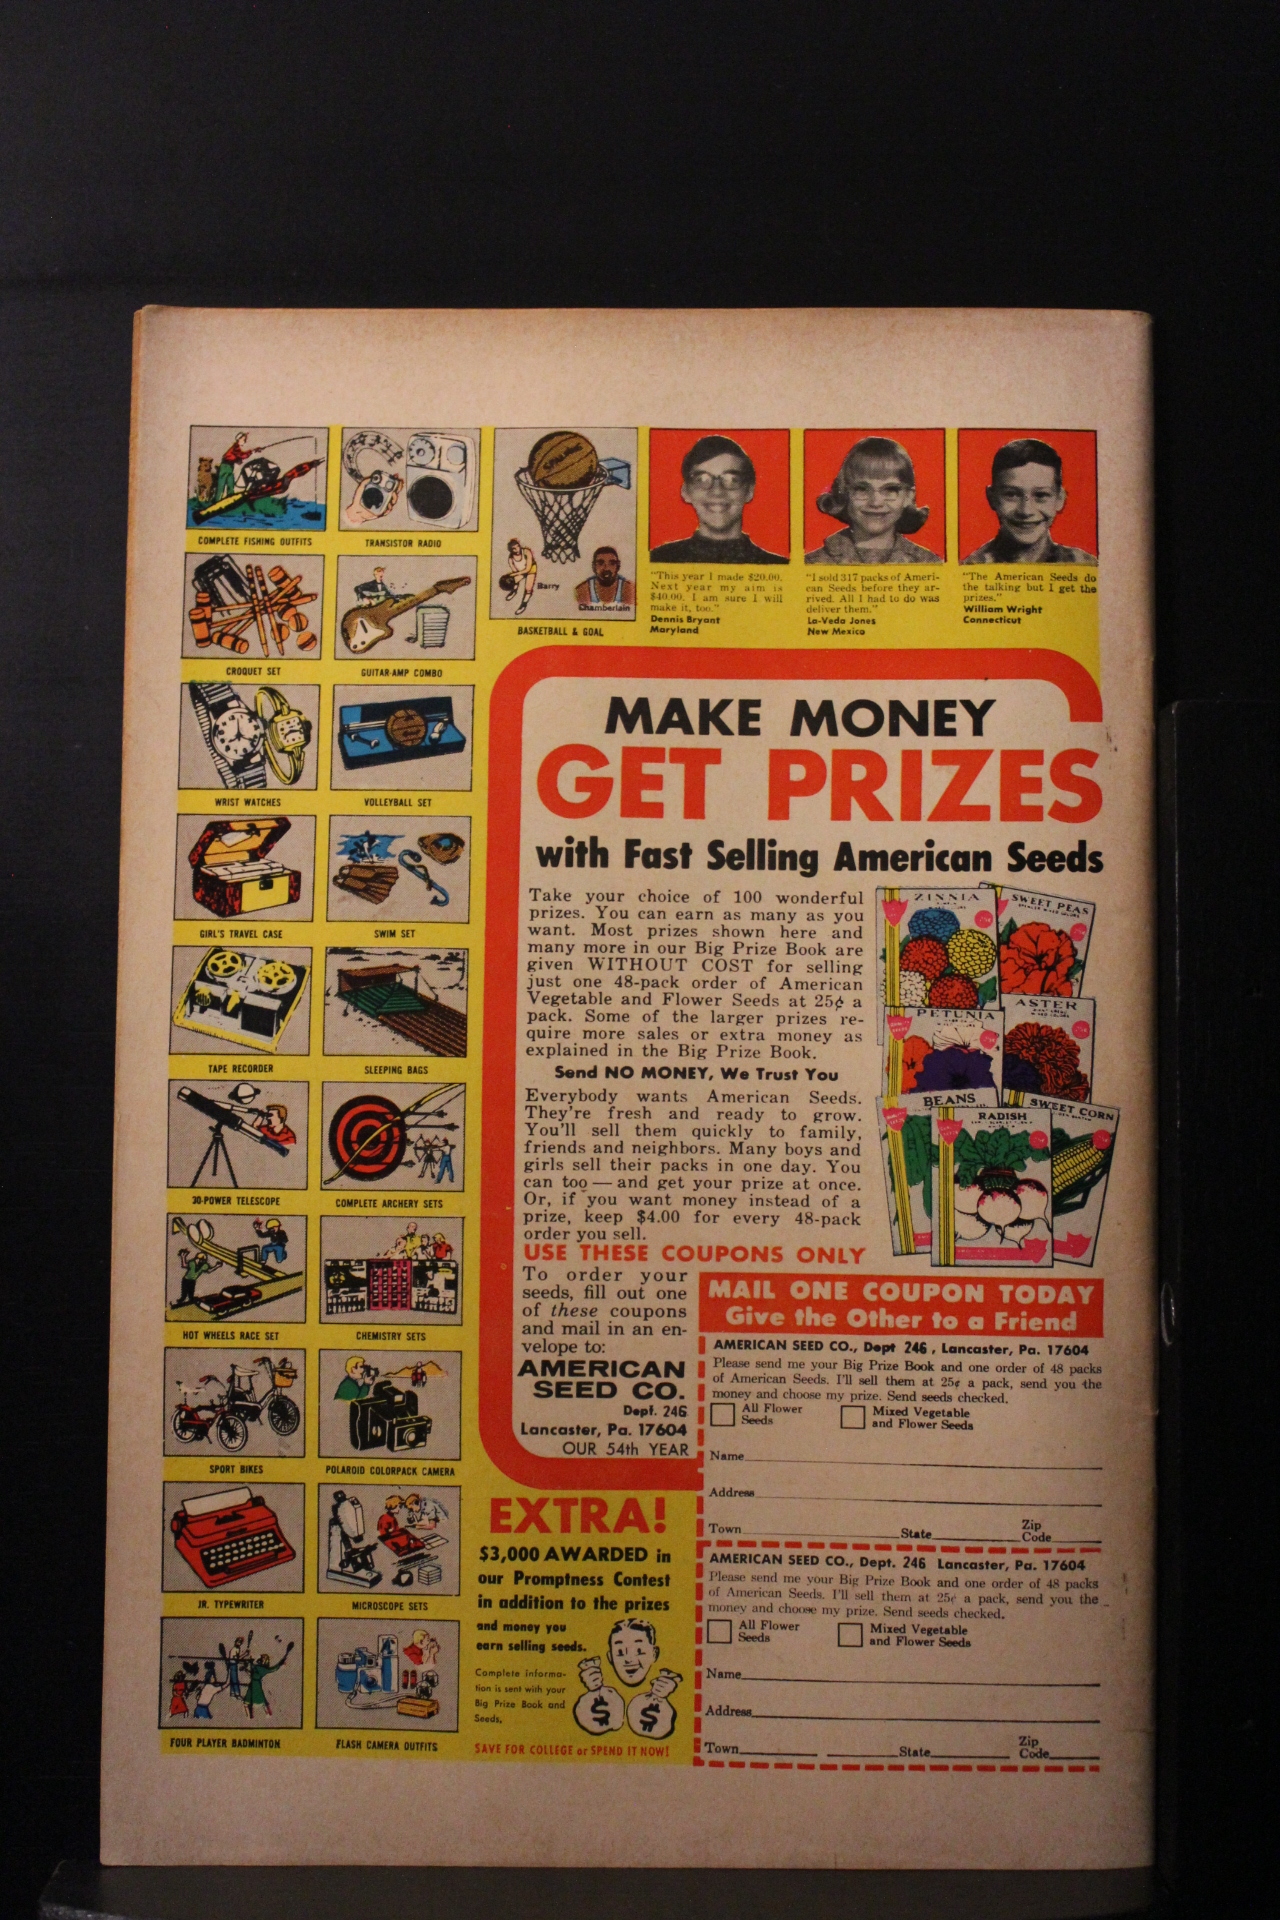 COMPLETE FISHING OUTFITS
TRANSISTOR RADIO
SPALDING
Barry
Chamberlain
BASKETBALL & GOAL
CROQUET SET
GUITAR-AMP COMBO
WRIST WATCHES
VOLLEYBALL SET
GIRL'S TRAVEL CASE
SWIM SET
TAPE RECORDER
SLEEPING BAGS
30-POWER TELESCOPE
COMPLETE ARCHERY SETS
HOT WHEELS RACE SET
CHEMISTRY SETS
SPORT BIKES
POLAROID COLORPACK CAMERA
JR. TYPEWRITER
MICROSCOPE SETS
FOUR PLAYER BADMINTON
FLASH CAMERA OUTFITS
"This year I made $20.00.
Next year my aim is
$40.00. I am sure I will
make it, too."
Dennis Bryant
Maryland
"I sold 317 packs of Ameri-
can Seeds before they ar-
rived. All I had to do was
deliver them."
La-Veda Jones
New Mexico
"The American Seeds do
the talking but I get the
prizes."
William Wright
Connecticut
MAKE MONEY
GET PRIZES
with Fast Selling American Seeds
Take your choice of 100 wonderful
prizes. You can earn as many as you
want. Most prizes shown here and
many more in our Big Prize Book are
given WITHOUT COST for selling
just one 48-pack order of American
Vegetable and Flower Seeds at 25¢ a
pack. Some of the larger prizes re-
quire more sales or extra money as
explained in the Big Prize Book.
Send NO MONEY, We Trust You
Everybody wants American Seeds.
They're fresh and ready to grow.
You'll sell them quickly to family,
friends and neighbors. Many boys and
girls sell their packs in one day. You
can too — and get your prize at once.
Or, if you want money instead of a
prize, keep $4.00 for every 48-pack
order you sell.
USE THESE COUPONS ONLY
ZINNIA
SWEET PEAS
PETUNIA
ASTER
BEANS
RADISH
SWEET CORN
To order your
seeds, fill out one
of these coupons
and mail in an en-
velope to:
AMERICAN
SEED CO.
Dept. 246
Lancaster, Pa. 17604
OUR 54th YEAR
MAIL ONE COUPON TODAY
Give the Other to a Friend
AMERICAN SEED CO., Dept 246 , Lancaster, Pa. 17604
Please send me your Big Prize Book and one order of 48 packs
of American Seeds. I'll sell them at 25¢ a pack, send you the
money and choose my prize. Send seeds checked.
All Flower
Seeds
Mixed Vegetable
and Flower Seeds
Name
Address
Town State Zip
Code
AMERICAN SEED CO., Dept. 246 Lancaster, Pa. 17604
Please send me your Big Prize Book and one order of 48 packs
of American Seeds. I'll sell them at 25¢ a pack, send you the
money and choose my prize. Send seeds checked.
All Flower
Seeds
Mixed Vegetable
and Flower Seeds
Name
Address
Town State Zip
Code
EXTRA!
$3,000 AWARDED in
our Promptness Contest
in addition to the prizes
and money you
earn selling seeds.
Complete informa-
tion is sent with your
Big Prize Book and
Seeds.
$ $
SAVE FOR COLLEGE or SPEND IT NOW!